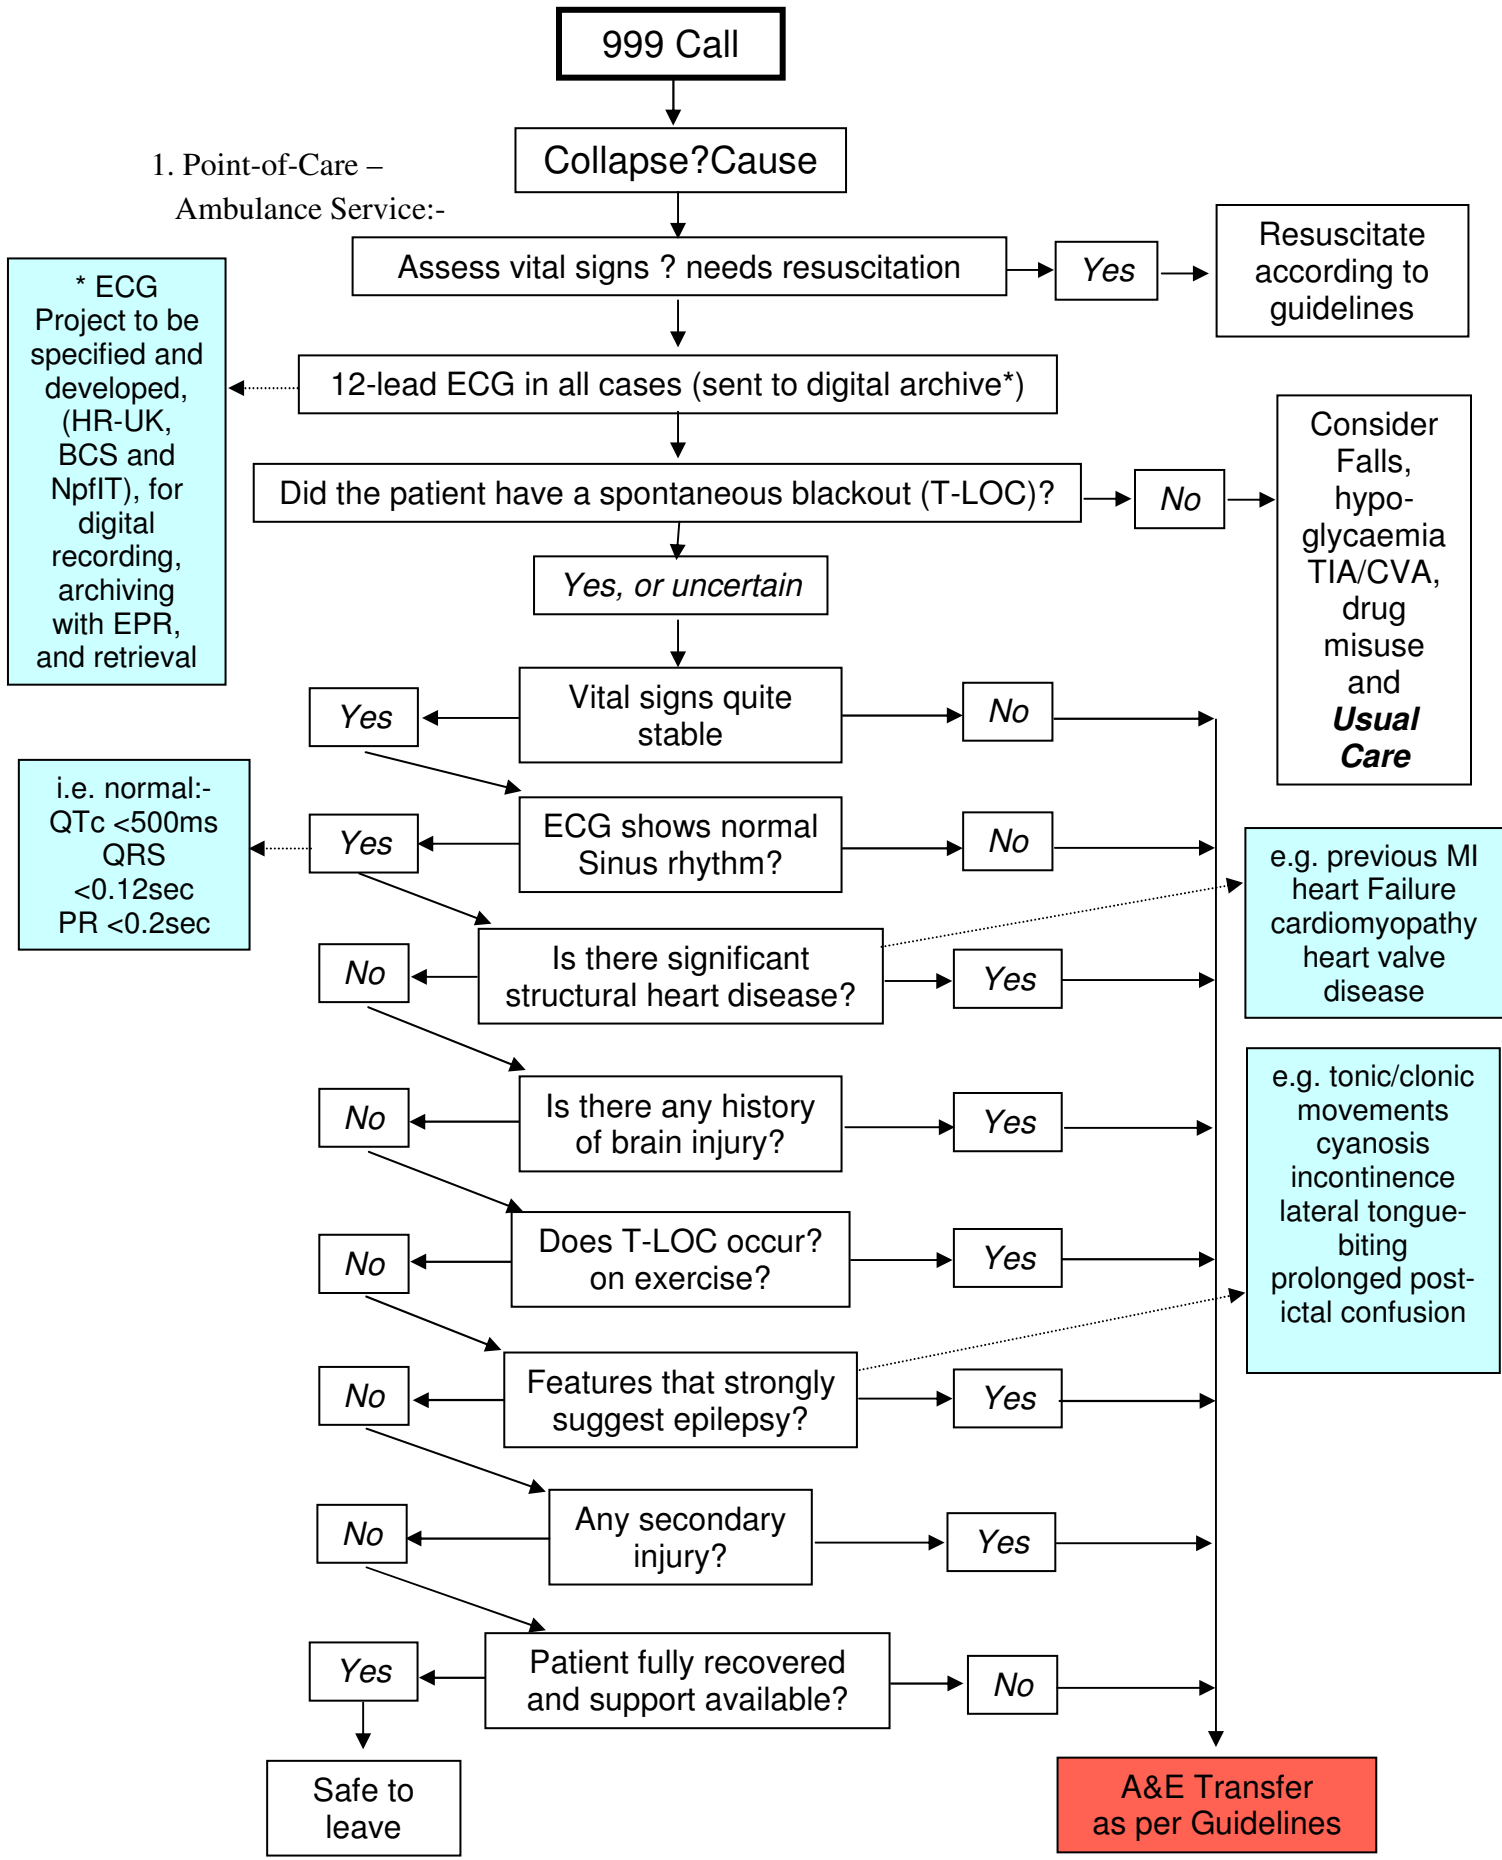 999 Call
Collapse?Cause
1. Point-of-Care –
Ambulance Service:-
Assess vital signs ? needs resuscitation
Yes
Resuscitate
according to
guidelines
* ECG
Project to be
specified and
developed,
(HR-UK,
BCS and
NpfIT), for
digital
recording,
archiving
with EPR,
and retrieval
12-lead ECG in all cases (sent to digital archive*)
Did the patient have a spontaneous blackout (T-LOC)?
No
Consider
Falls,
hypo-
glycaemia
TIA/CVA,
drug
misuse
and
Usual
Care
Yes, or uncertain
Yes
Vital signs quite
stable
No
i.e. normal:-
QTc <500ms
QRS
<0.12sec
PR <0.2sec
Yes
ECG shows normal
Sinus rhythm?
No
e.g. previous MI
heart Failure
cardiomyopathy
heart valve
disease
No
Is there significant
structural heart disease?
Yes
No
Is there any history
of brain injury?
Yes
e.g. tonic/clonic
movements
cyanosis
incontinence
lateral tongue-
biting
prolonged post-
ictal confusion
No
Does T-LOC occur?
on exercise?
Yes
No
Features that strongly
suggest epilepsy?
Yes
No
Any secondary
injury?
Yes
Yes
Patient fully recovered
and support available?
No
Safe to
leave
A&E Transfer
as per Guidelines